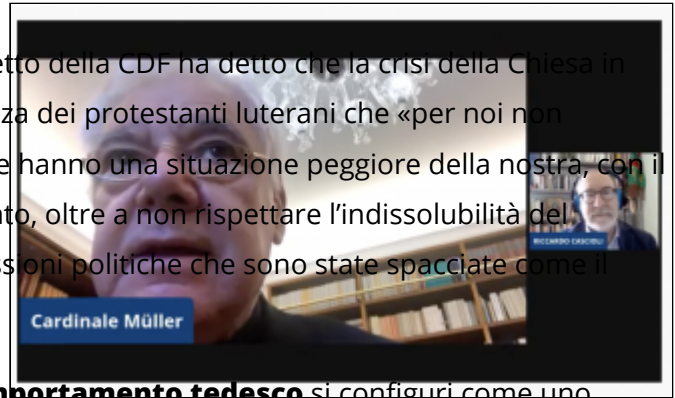 etto della CDF ha detto che la crisi della Chiesa in
za dei protestanti luterani che «per noi non
e hanno una situazione peggiore della nostra, con il
ato, oltre a non rispettare l'indissolubilità del
ssioni politiche che sono state spacciate come il
RICCARDO CASCIOLI
Cardinale Müller
mportamento tedesco si configuri come uno